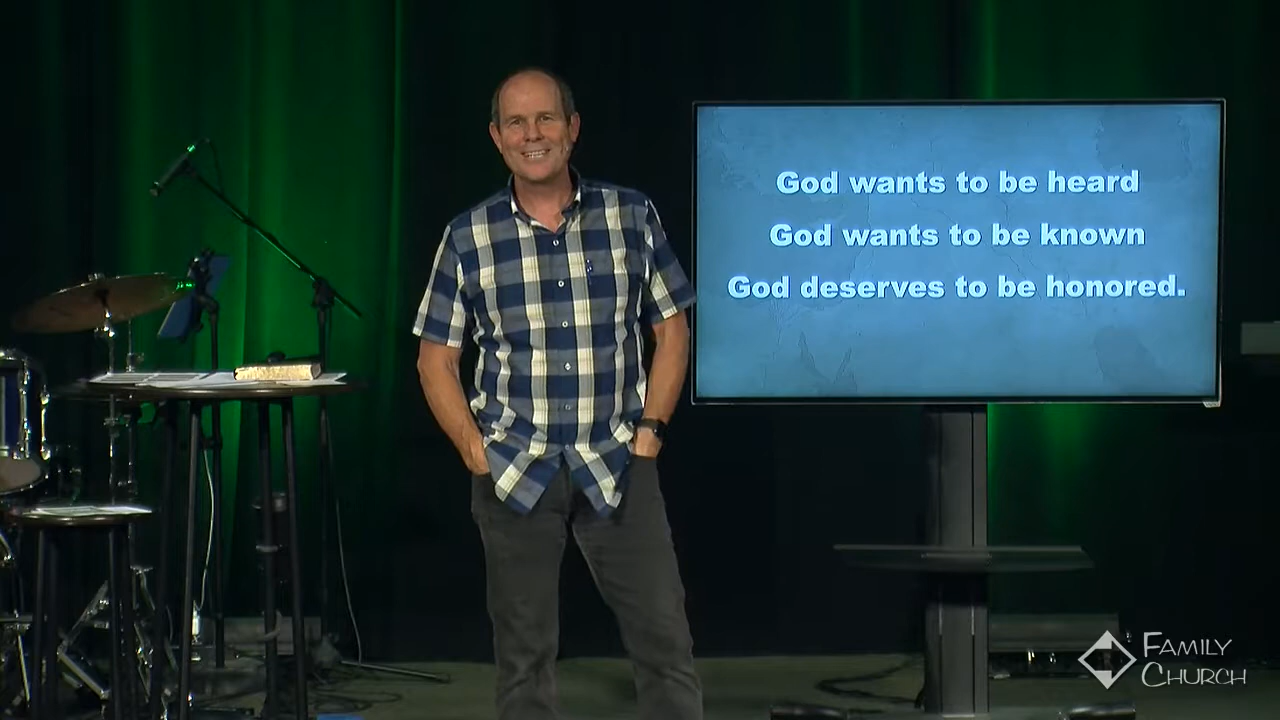 God wants to be heard
God wants to be known
God deserves to be honored.
Family
Church